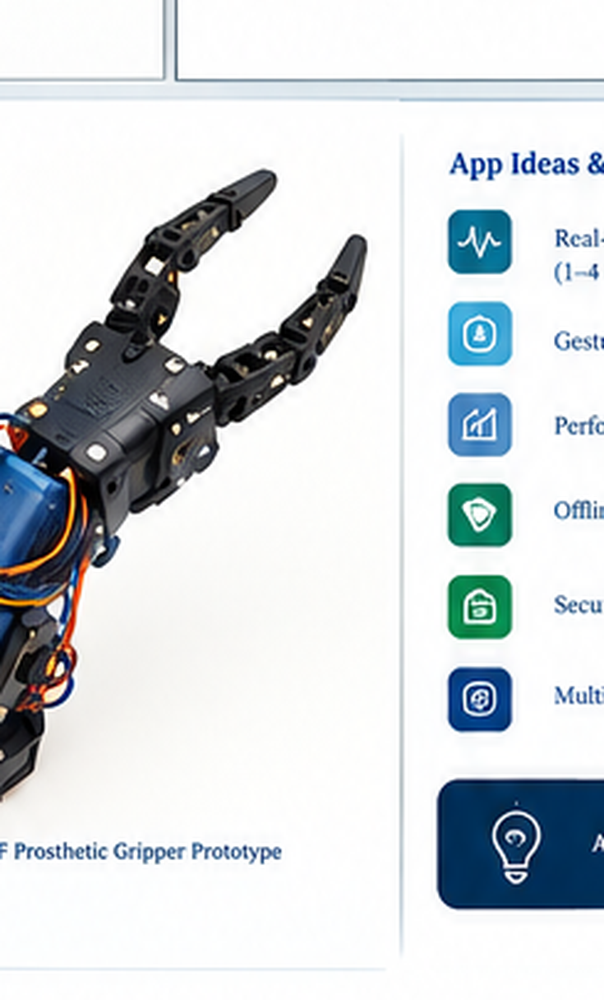 App Ideas &
Real-
(1–4
Gestu
Perfo
Offlin
Secu
Multi
A
F Prosthetic Gripper Prototype